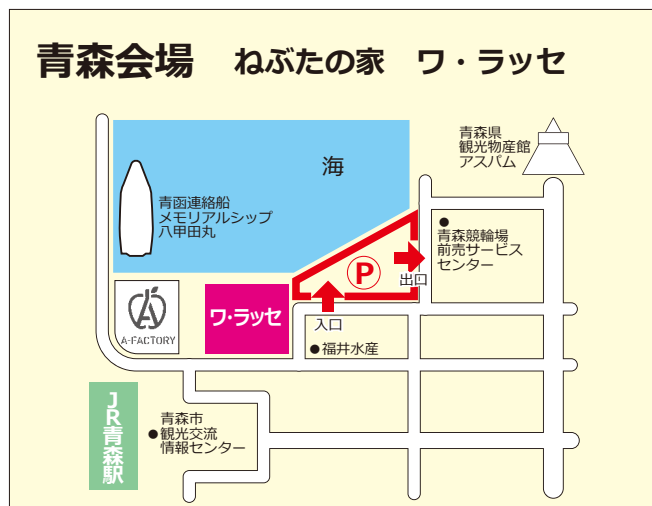 青森会場　ねぶたの家　ワ・ラッセ
海
青森県
観光物産館
アスパム
青函連絡船
メモリアルシップ
八甲田丸
青森競輪場
前売サービス
センター
P
出口
A-FACTORY
ワ・ラッセ
入口
福井水産
JR青森駅
青森市
観光交流
情報センター